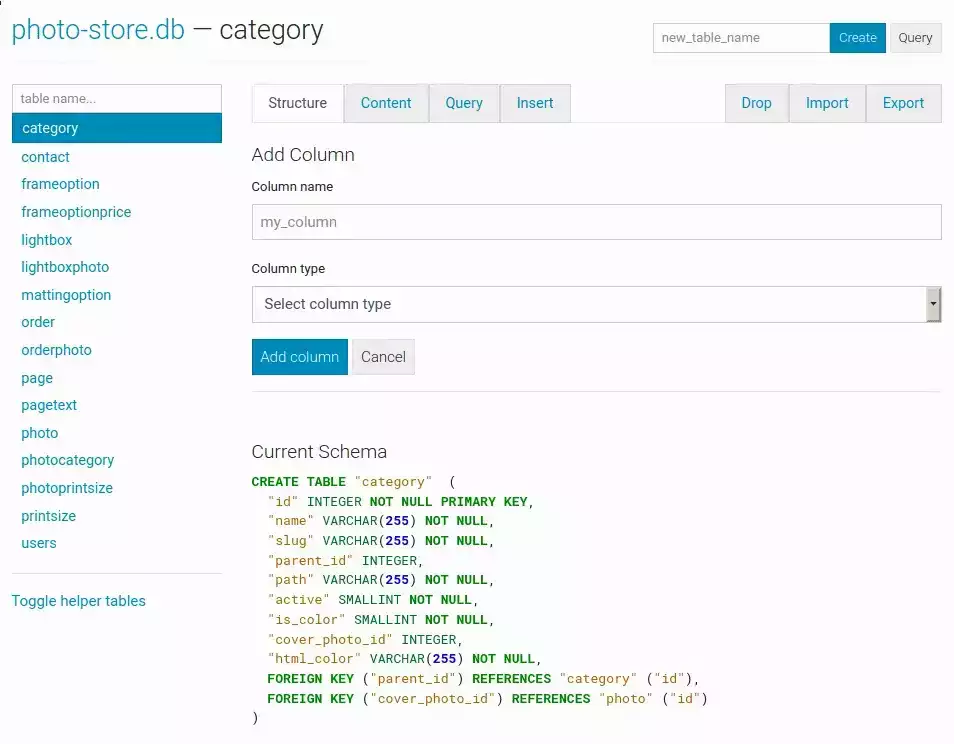 photo-store.db — category
new_table_name Create Query
table name...
category
contact
frameoption
frameoptionprice
lightbox
lightboxphoto
mattingoption
order
orderphoto
page
pagetext
photo
photocategory
photoprintsize
printsize
users
Toggle helper tables
Structure Content Query Insert Drop Import Export
Add Column
Column name
my_column
Column type
Select column type
Add column Cancel
Current Schema
CREATE TABLE "category"  (
  "id" INTEGER NOT NULL PRIMARY KEY,
  "name" VARCHAR(255) NOT NULL,
  "slug" VARCHAR(255) NOT NULL,
  "parent_id" INTEGER,
  "path" VARCHAR(255) NOT NULL,
  "active" SMALLINT NOT NULL,
  "is_color" SMALLINT NOT NULL,
  "cover_photo_id" INTEGER,
  "html_color" VARCHAR(255) NOT NULL,
  FOREIGN KEY ("parent_id") REFERENCES "category" ("id"),
  FOREIGN KEY ("cover_photo_id") REFERENCES "photo" ("id")
)